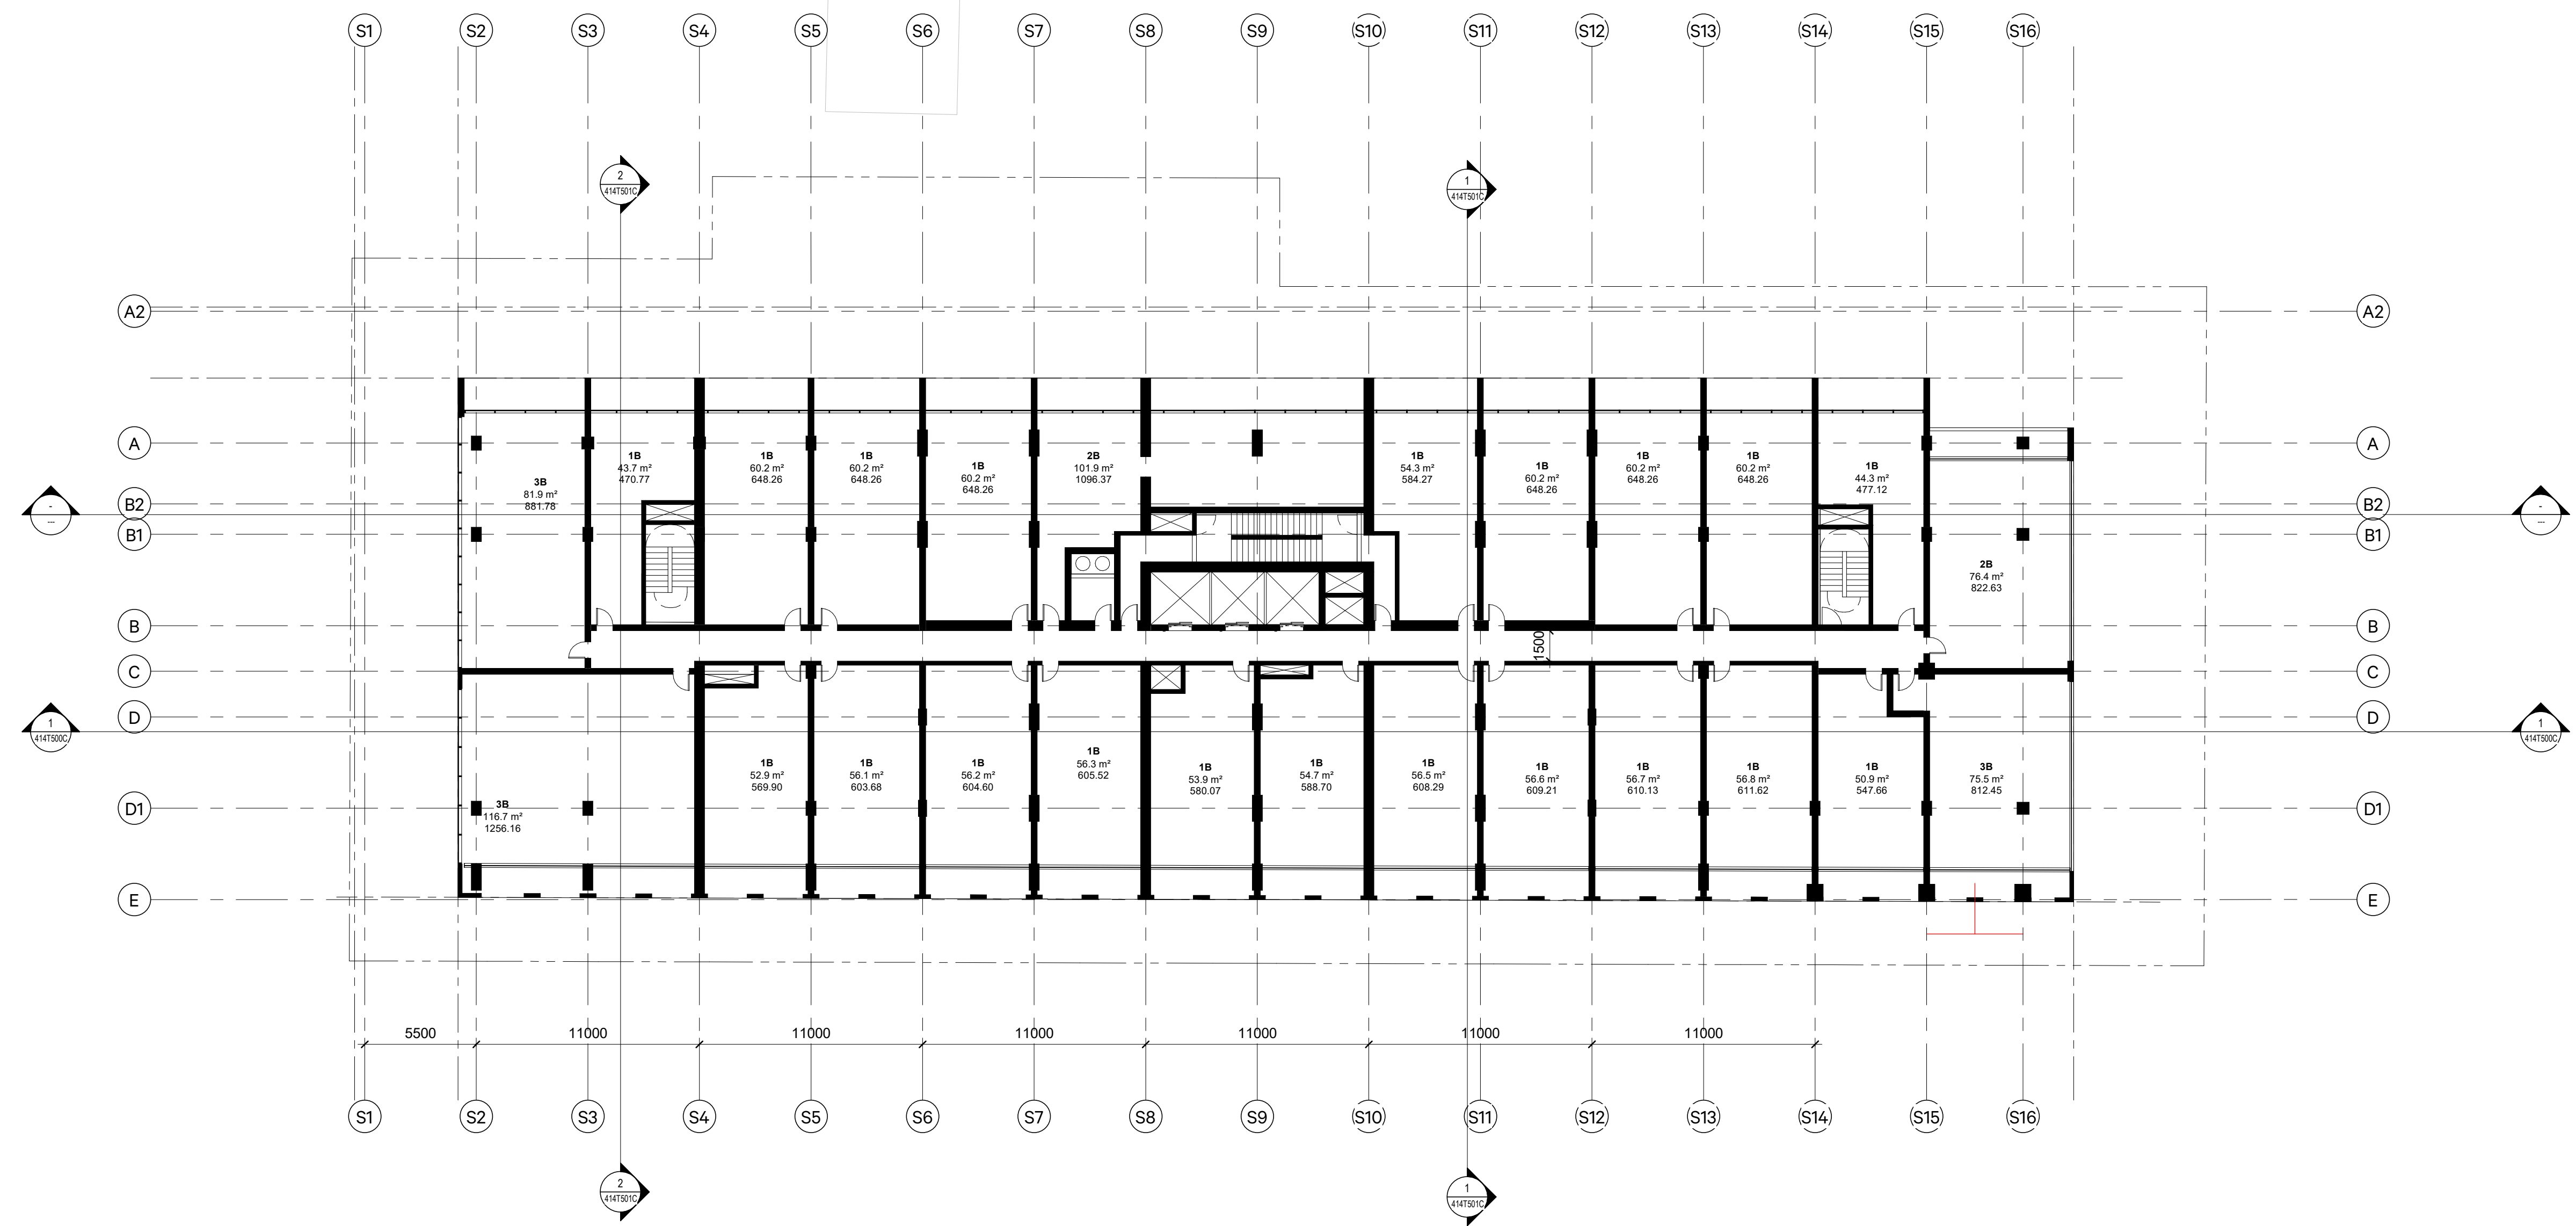 S1 S2 S3 S4 S5 S6 S7 S8 S9 S10 S11 S12 S13 S14 S15 S16
2
414T501C
1
414T501C
A2 A2
A A
1B
43.7 m²
470.77
1B
60.2 m²
648.26
1B
60.2 m²
648.26
1B
60.2 m²
648.26
2B
101.9 m²
1096.37
1B
54.3 m²
584.27
1B
60.2 m²
648.26
1B
60.2 m²
648.26
1B
60.2 m²
648.26
1B
44.3 m²
477.12
3B
81.9 m²
881.78
B2 B2
-
---
-
---
B1 B1
2B
76.4 m²
822.63
B B
1500
C C
D D
1
414T500C
1
414T500C
1B
52.9 m²
569.90
1B
56.1 m²
603.68
1B
56.2 m²
604.60
1B
56.3 m²
605.52
1B
53.9 m²
580.07
1B
54.7 m²
588.70
1B
56.5 m²
608.29
1B
56.6 m²
609.21
1B
56.7 m²
610.13
1B
56.8 m²
611.62
1B
50.9 m²
547.66
3B
75.5 m²
812.45
3B
116.7 m²
1256.16
D1 D1
E E
5500 11000 11000 11000 11000 11000 11000
S1 S2 S3 S4 S5 S6 S7 S8 S9 S10 S11 S12 S13 S14 S15 S16
2
414T501C
1
414T501C